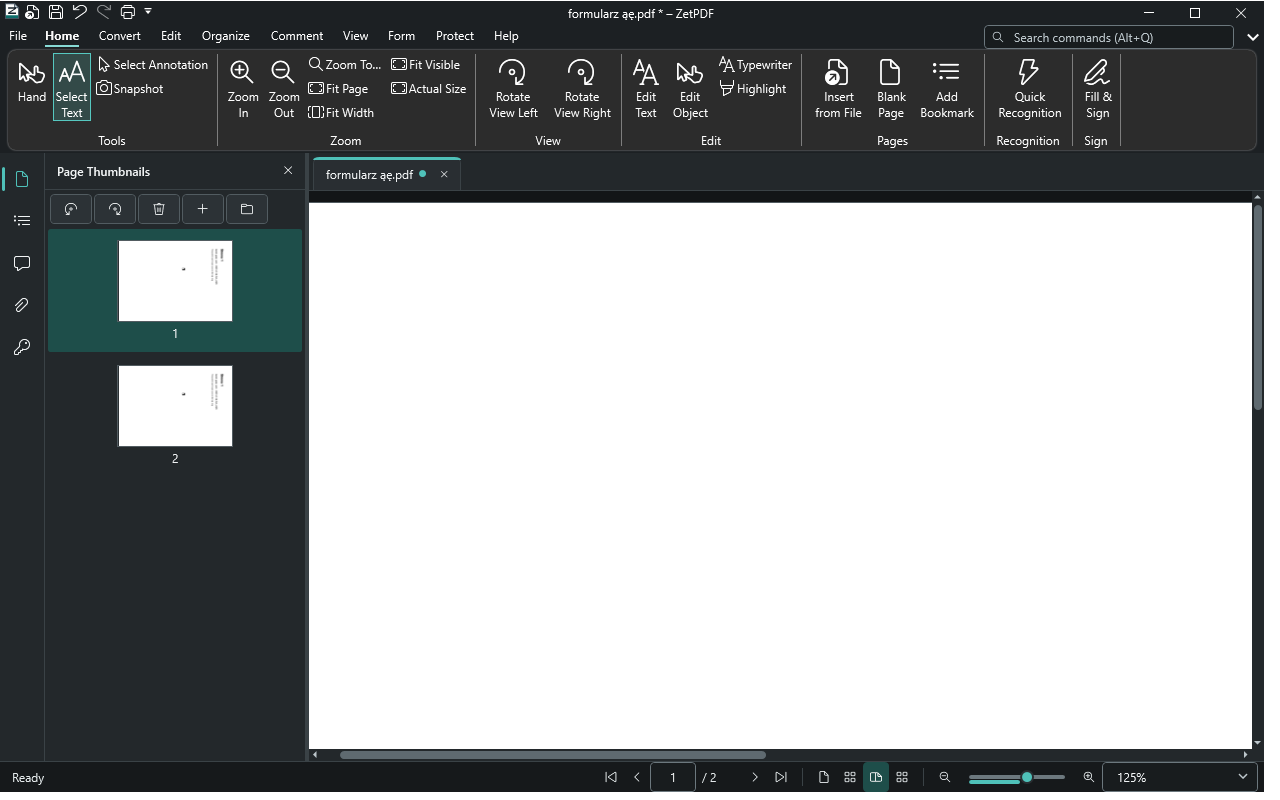 formularz ąę.pdf * – ZetPDF
File Home Convert Edit Organize Comment View Form Protect Help
Search commands (Alt+Q)
Hand
Select Text
Select Annotation
Snapshot
Tools
Zoom In
Zoom Out
Zoom To...
Fit Page
Fit Width
Fit Visible
Actual Size
Zoom
Rotate View Left
Rotate View Right
View
Edit Text
Edit Object
Typewriter
Highlight
Edit
Insert from File
Blank Page
Add Bookmark
Pages
Quick Recognition
Recognition
Fill & Sign
Sign
Page Thumbnails
formularz ąę.pdf
1
2
Ready
1 / 2
125%